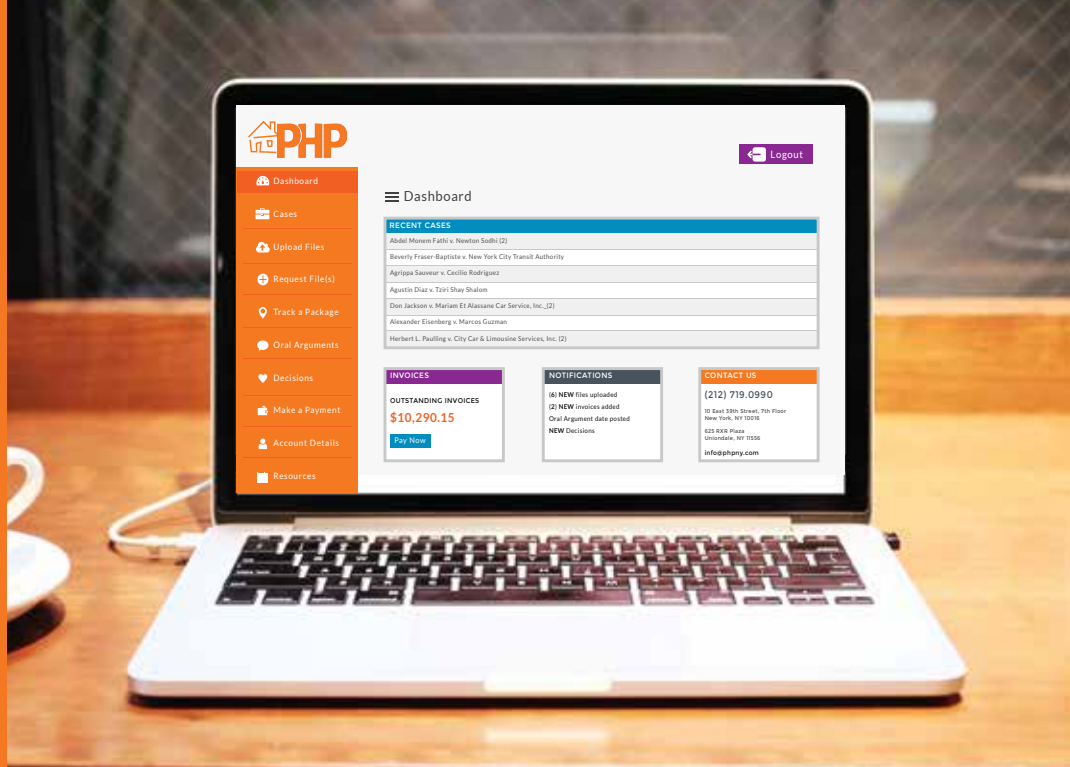 PHP
Logout
Dashboard
Cases
Upload Files
Request File(s)
Track a Package
Oral Arguments
Decisions
Make a Payment
Account Details
Resources
Dashboard
RECENT CASES
Abdel Monem Fathi v. Newton Sodhi (2)
Beverly Fraser-Baptiste v. New York City Transit Authority
Agrippa Sauveur v. Cecilio Rodriguez
Agustin Diaz v. Tziri Shay Shalom
Don Jackson v. Mariam Et Alassane Car Service, Inc._(2)
Alexander Eisenberg v. Marcos Guzman
Herbert L. Paulling v. City Car & Limousine Services, Inc. (2)
INVOICES
OUTSTANDING INVOICES
$10,290.15
Pay Now
NOTIFICATIONS
(6) NEW files uploaded
(2) NEW invoices added
Oral Argument date posted
NEW Decisions
CONTACT US
(212) 719.0990
10 East 39th Street, 7th Floor
New York, NY 10016
625 RXR Plaza
Uniondale, NY 11556
info@phpny.com